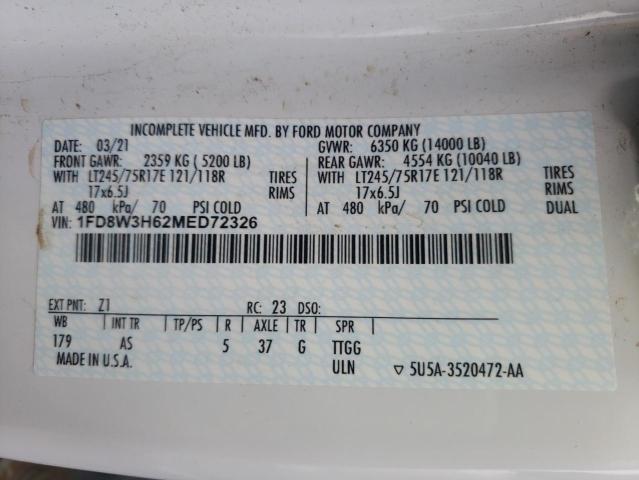 INCOMPLETE VEHICLE MFD. BY FORD MOTOR COMPANY
DATE: 03/21 GVWR: 6350 KG (14000 LB)
FRONT GAWR: 2359 KG ( 5200 LB) REAR GAWR: 4554 KG (10040 LB)
WITH LT245/75R17E 121/118R TIRES WITH LT245/75R17E 121/118R TIRES
17x6.5J RIMS 17x6.5J RIMS
AT 480 kPa/ 70 PSI COLD AT 480 kPa/ 70 PSI COLD DUAL
VIN: 1FD8W3H62MED72326
EXT PNT: Z1 RC: 23 DSO:
WB INT TR TP/PS R AXLE TR SPR
179 AS 5 37 G TTGG
MADE IN U.S.A. ULN ▽ 5U5A-3520472-AA